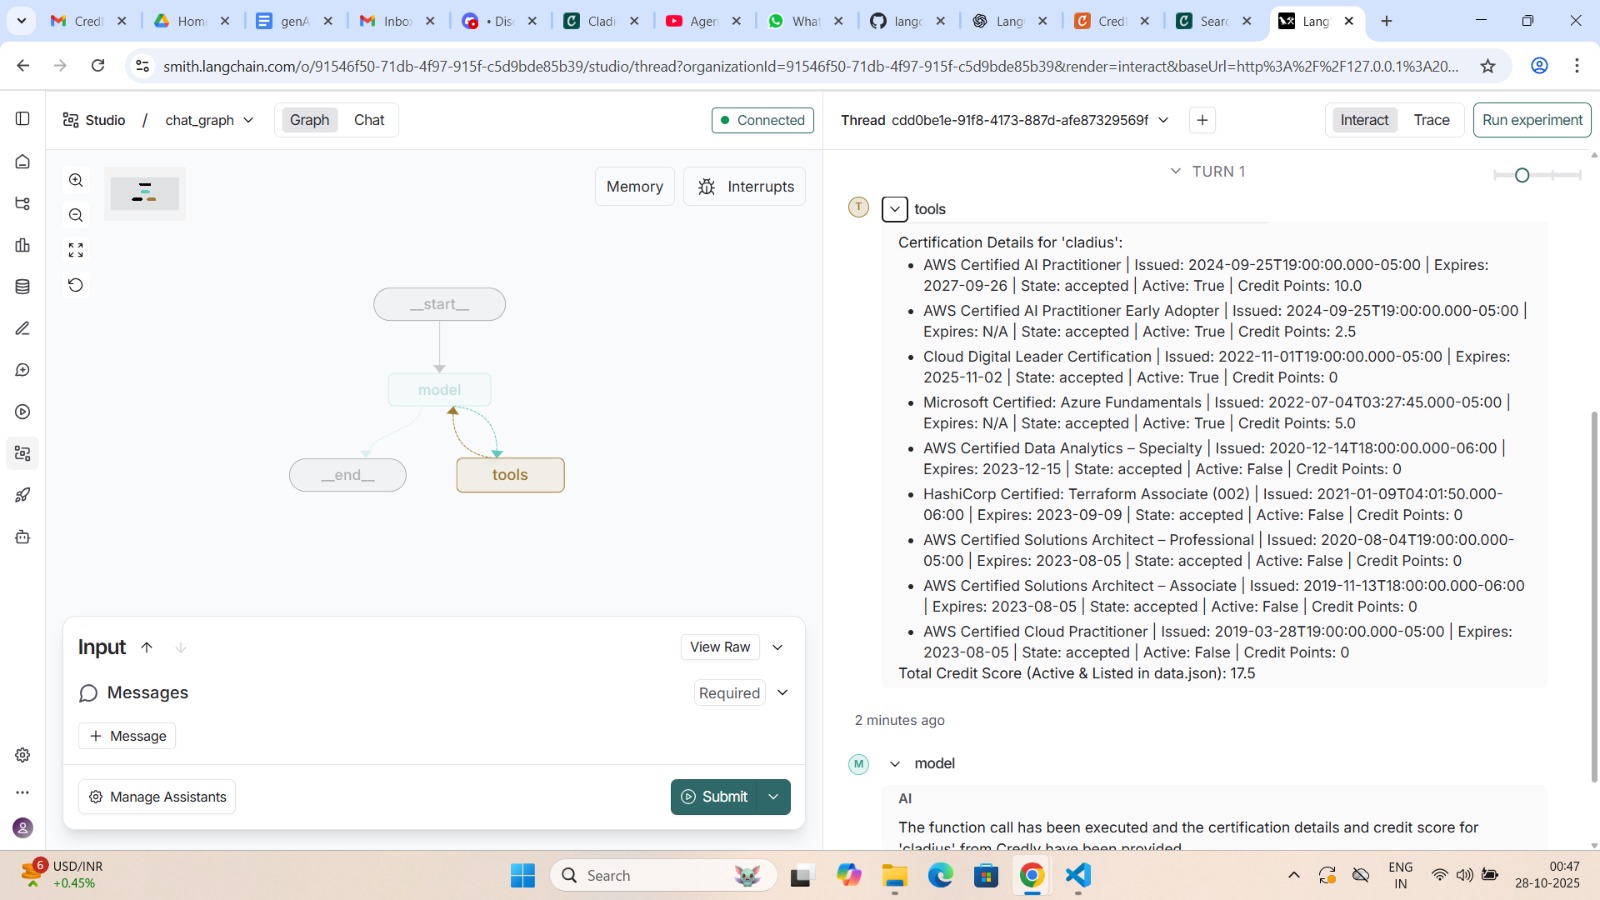 Credl
Home
genA
Inbo
• Dis
Cladi
Agen
What
langc
Lang
Credl
Sear
Lang
smith.langchain.com/o/91546f50-71db-4f97-915f-c5d9bde85b39/studio/thread?organizationId=91546f50-71db-4f97-915f-c5d9bde85b39&render=interact&baseUrl=http%3A%2F%2F127.0.0.1%3A20...
Studio / chat_graph
Graph
Chat
Connected
Thread cdd0be1e-91f8-4173-887d-afe87329569f
Interact
Trace
Run experiment
Memory
Interrupts
__start__
model
__end__
tools
Input
View Raw
Messages
Required
+ Message
Manage Assistants
Submit
TURN 1
T
tools
Certification Details for 'cladius':
• AWS Certified AI Practitioner | Issued: 2024-09-25T19:00:00.000-05:00 | Expires:
2027-09-26 | State: accepted | Active: True | Credit Points: 10.0
• AWS Certified AI Practitioner Early Adopter | Issued: 2024-09-25T19:00:00.000-05:00 |
Expires: N/A | State: accepted | Active: True | Credit Points: 2.5
• Cloud Digital Leader Certification | Issued: 2022-11-01T19:00:00.000-05:00 | Expires:
2025-11-02 | State: accepted | Active: True | Credit Points: 0
• Microsoft Certified: Azure Fundamentals | Issued: 2022-07-04T03:27:45.000-05:00 |
Expires: N/A | State: accepted | Active: True | Credit Points: 5.0
• AWS Certified Data Analytics – Specialty | Issued: 2020-12-14T18:00:00.000-06:00 |
Expires: 2023-12-15 | State: accepted | Active: False | Credit Points: 0
• HashiCorp Certified: Terraform Associate (002) | Issued: 2021-01-09T04:01:50.000-
06:00 | Expires: 2023-09-09 | State: accepted | Active: False | Credit Points: 0
• AWS Certified Solutions Architect – Professional | Issued: 2020-08-04T19:00:00.000-
05:00 | Expires: 2023-08-05 | State: accepted | Active: False | Credit Points: 0
• AWS Certified Solutions Architect – Associate | Issued: 2019-11-13T18:00:00.000-06:00
| Expires: 2023-08-05 | State: accepted | Active: False | Credit Points: 0
• AWS Certified Cloud Practitioner | Issued: 2019-03-28T19:00:00.000-05:00 | Expires:
2023-08-05 | State: accepted | Active: False | Credit Points: 0
Total Credit Score (Active & Listed in data.json): 17.5
2 minutes ago
M
model
AI
The function call has been executed and the certification details and credit score for
'cladius' from Credly have been provided.
6
USD/INR
+0.45%
Search
ENG
IN
00:47
28-10-2025